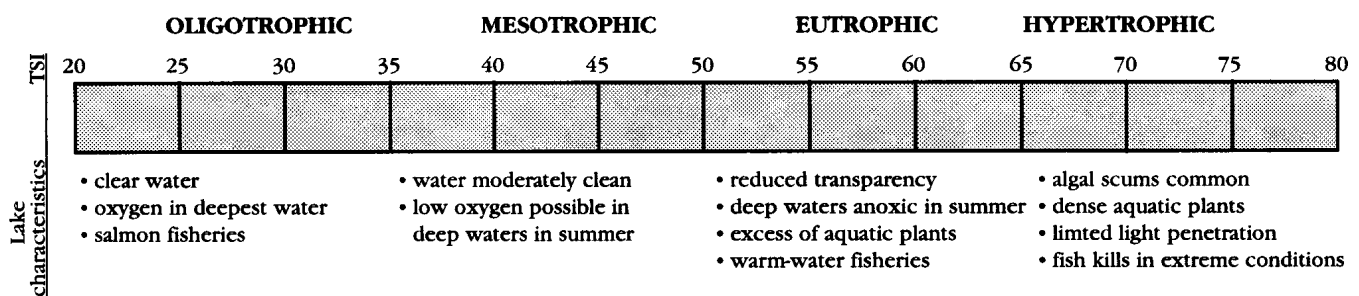 OLIGOTROPHIC MESOTROPHIC EUTROPHIC HYPERTROPHIC
TSI
20 25 30 35 40 45 50 55 60 65 70 75 80
Lake
characteristics
• clear water
• oxygen in deepest water
• salmon fisheries
• water moderately clean
• low oxygen possible in
deep waters in summer
• reduced transparency
• deep waters anoxic in summer
• excess of aquatic plants
• warm-water fisheries
• algal scums common
• dense aquatic plants
• limted light penetration
• fish kills in extreme conditions